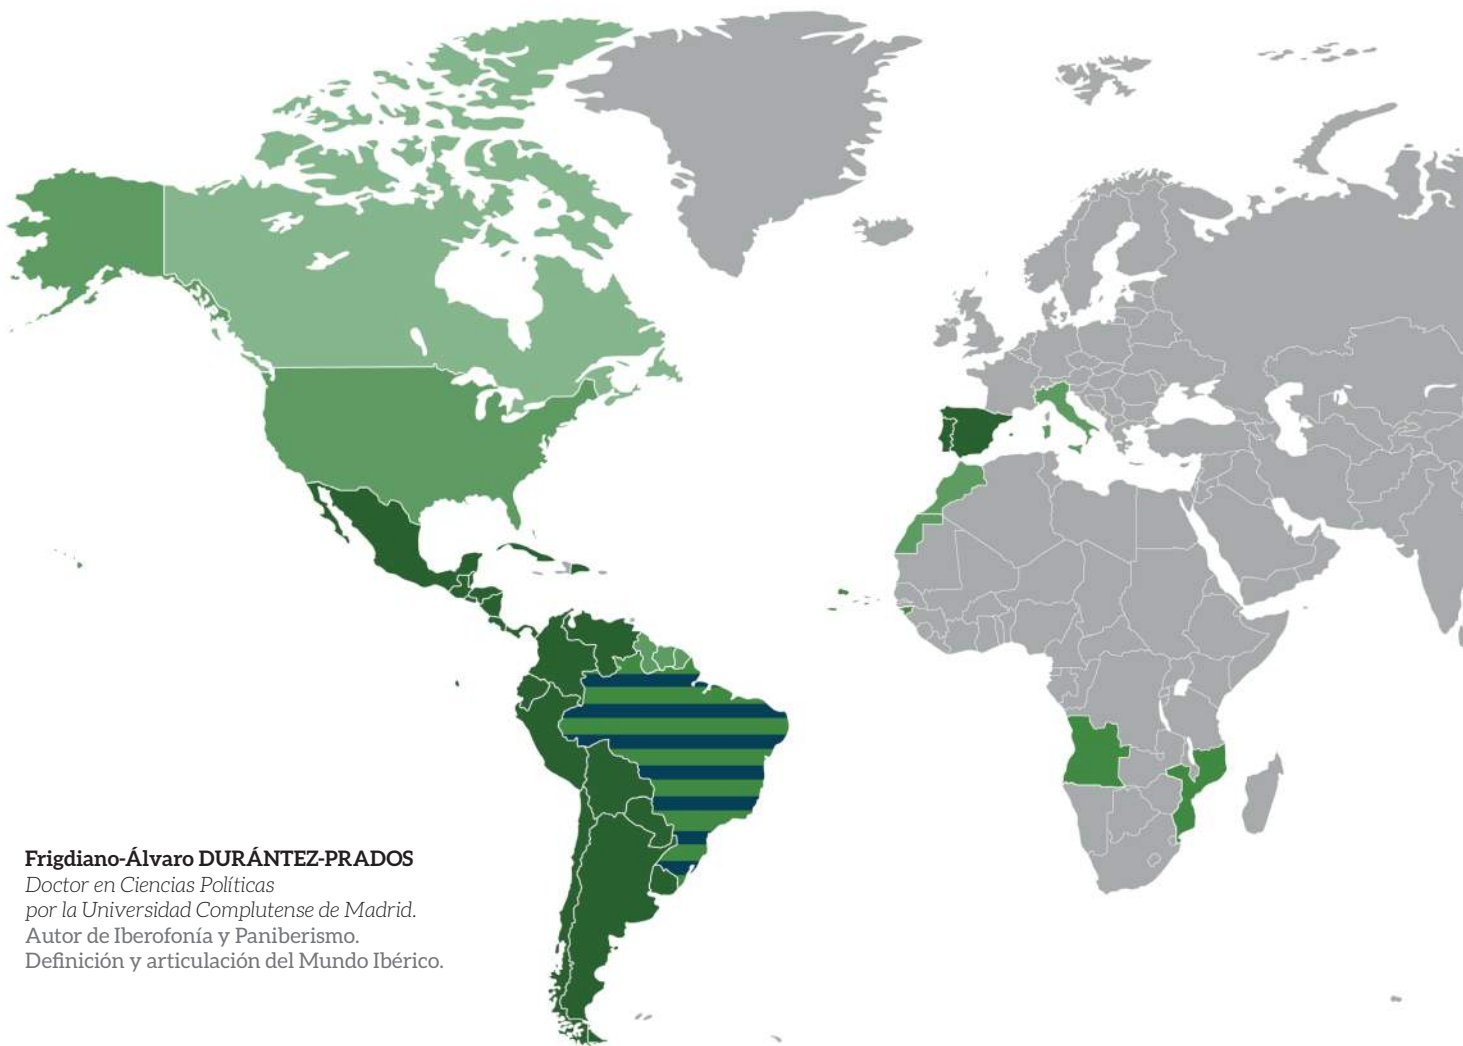 Frigdiano-Álvaro DURÁNTEZ-PRADOS
Doctor en Ciencias Políticas
por la Universidad Complutense de Madrid.
Autor de Iberofonía y Paniberismo.
Definición y articulación del Mundo Ibérico.